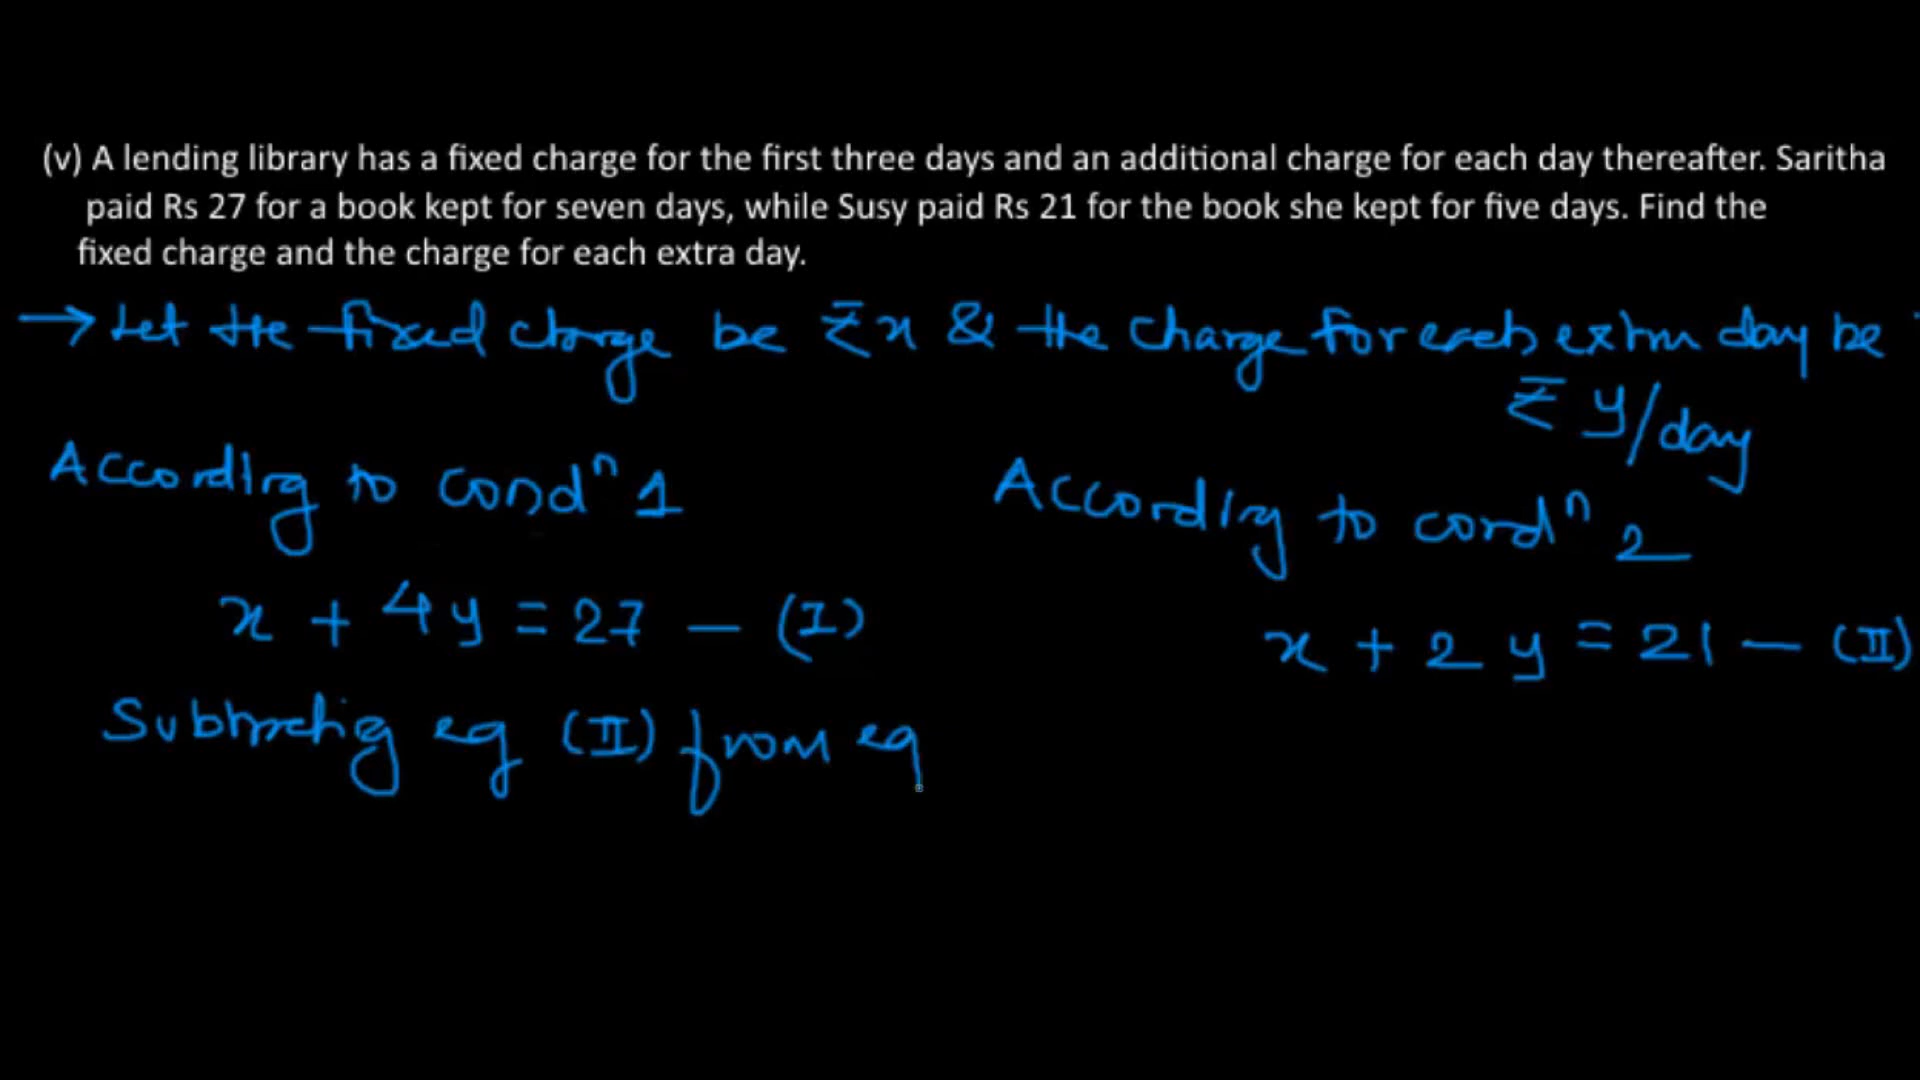 (v) A lending library has a fixed charge for the first three days and an additional charge for each day thereafter. Saritha
paid Rs 27 for a book kept for seven days, while Susy paid Rs 21 for the book she kept for five days. Find the
fixed charge and the charge for each extra day.
→ Let the fixed charge be ₹ x & the charge for each extra day be
₹ y/day
According to condⁿ 1
According to condⁿ 2
x + 4y = 27 — (I)
x + 2y = 21 — (II)
Subtracting eq (II) from eq